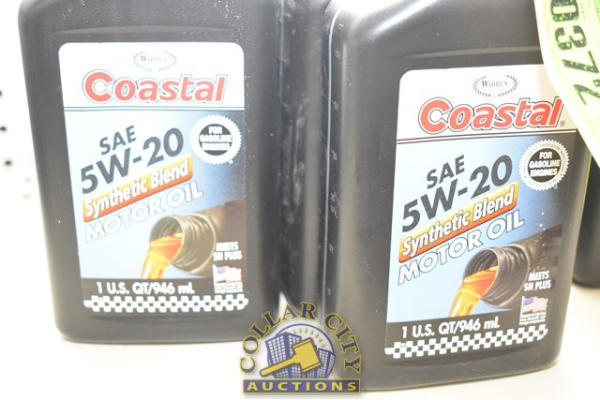 WARREN
Coastal
SAE
5W-20
FOR
GASOLINE
ENGINES
Synthetic Blend
MOTOR OIL
MEETS
SN PLUS
1 U.S. QT/946 mL
WARREN
Coastal
SAE
5W-20
FOR
GASOLINE
ENGINES
Synthetic Blend
MOTOR OIL
MEETS
SN PLUS
1 U.S. QT/946 mL
COLLAR CITY
AUCTIONS